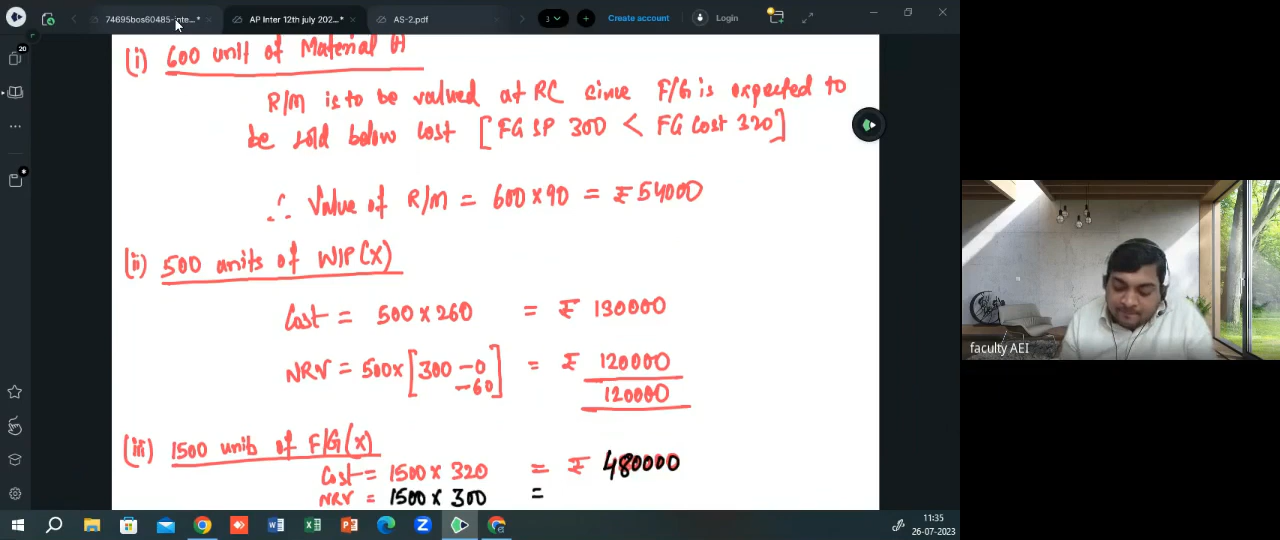 74695bos60485-inte...*
AP Inter 12th july 202...*
AS-2.pdf
3
Create account
Login
20
(i) 600 unit of Material A
R/M is to be valued at RC since F/G is expected to
be sold below cost [FG SP 300 < FG Cost 320]
∴ Value of R/M = 600 x 90 = ₹ 54000
(ii) 500 units of WIP(X)
Cost = 500 x 260 = ₹ 130000
NRV = 500x [300 - 0 = ₹ 120000
- 60]
120000
(iii) 1500 units of F/G(X)
Cost = 1500 x 320 = ₹ 480000
NRV = 1500 x 300 =
faculty AEI
11:35
26-07-2023